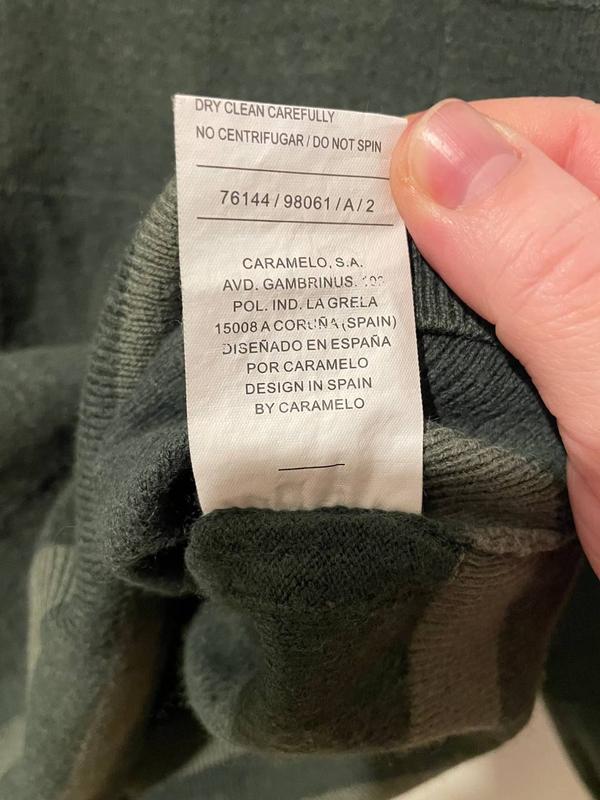 DRY CLEAN CAREFULLY
NO CENTRIFUGAR / DO NOT SPIN
76144 / 98061 / A / 2
CARAMELO, S.A.
AVD. GAMBRINUS.
POL. IND. LA GRELA
15008 A CORUÑA (SPAIN)
DISEÑADO EN ESPAÑA
POR CARAMELO
DESIGN IN SPAIN
BY CARAMELO